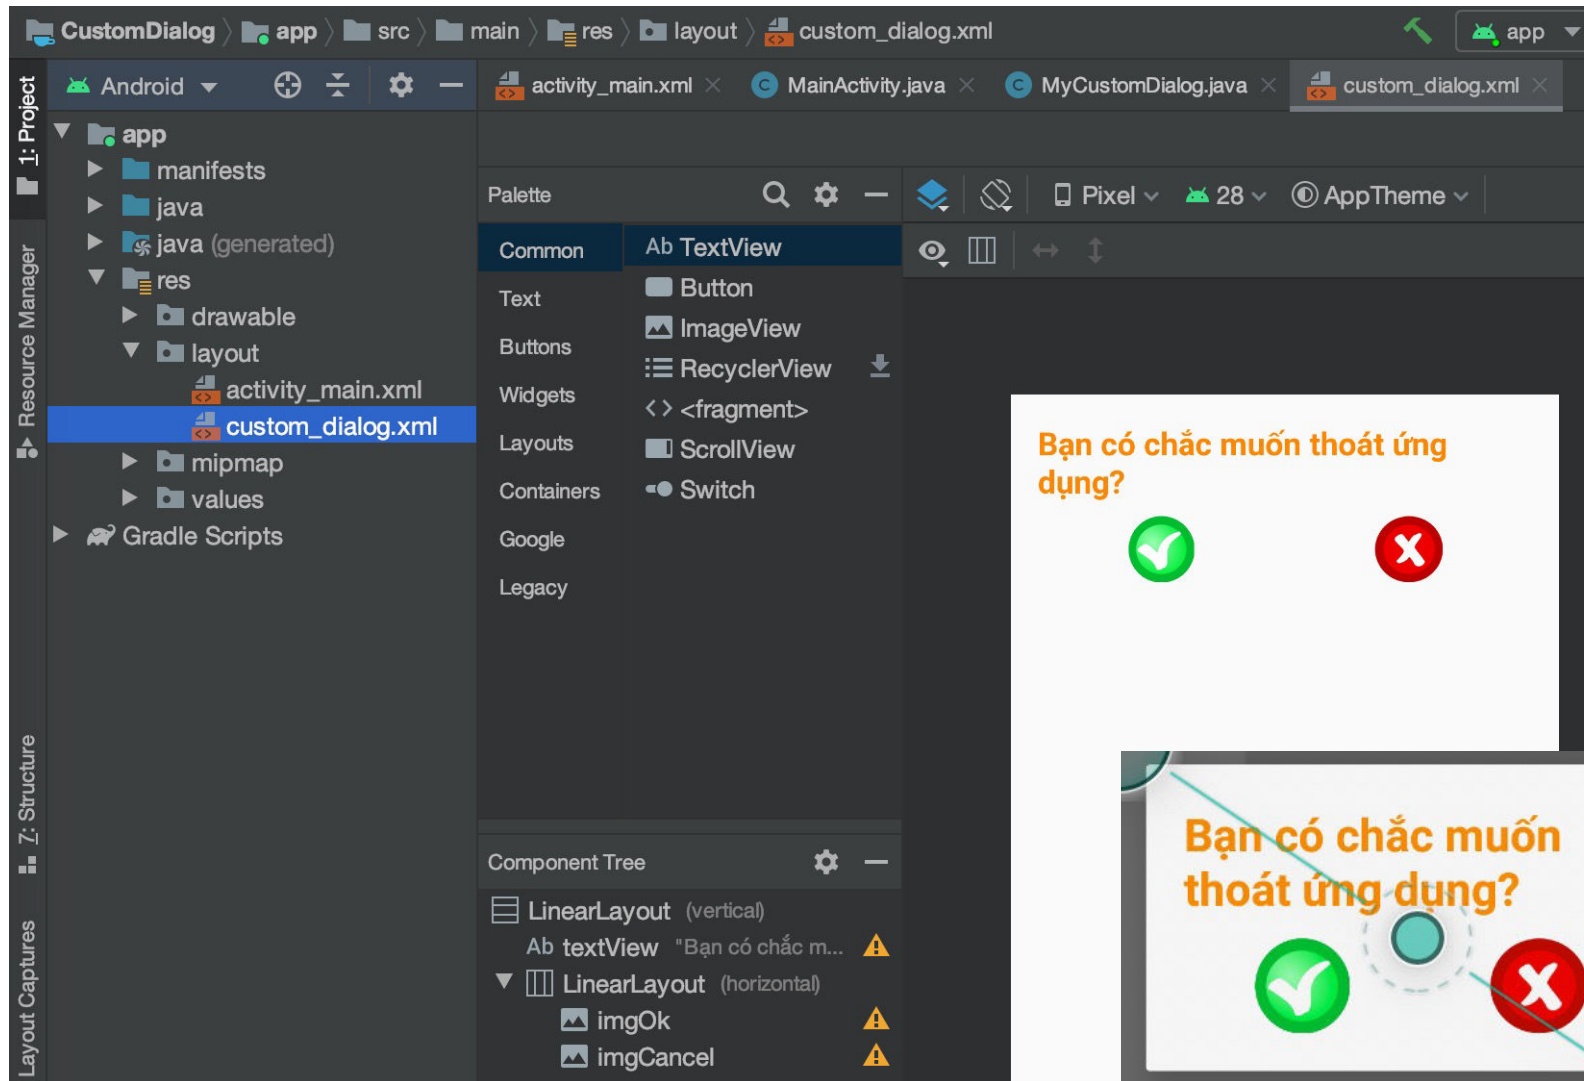 CustomDialog app src main res layout custom_dialog.xml app
1: Project
Resource Manager
7: Structure
Layout Captures
Android
app
manifests
java
java (generated)
res
drawable
layout
activity_main.xml
custom_dialog.xml
mipmap
values
Gradle Scripts
activity_main.xml MainActivity.java MyCustomDialog.java custom_dialog.xml
Palette
Common
Text
Buttons
Widgets
Layouts
Containers
Google
Legacy
Ab TextView
Button
ImageView
RecyclerView
<fragment>
ScrollView
Switch
Pixel 28 AppTheme
Bạn có chắc muốn thoát ứng
dụng?
Component Tree
LinearLayout (vertical)
Ab textView "Bạn có chắc m...
LinearLayout (horizontal)
imgOk
imgCancel
Bạn có chắc muốn
thoát ứng dụng?